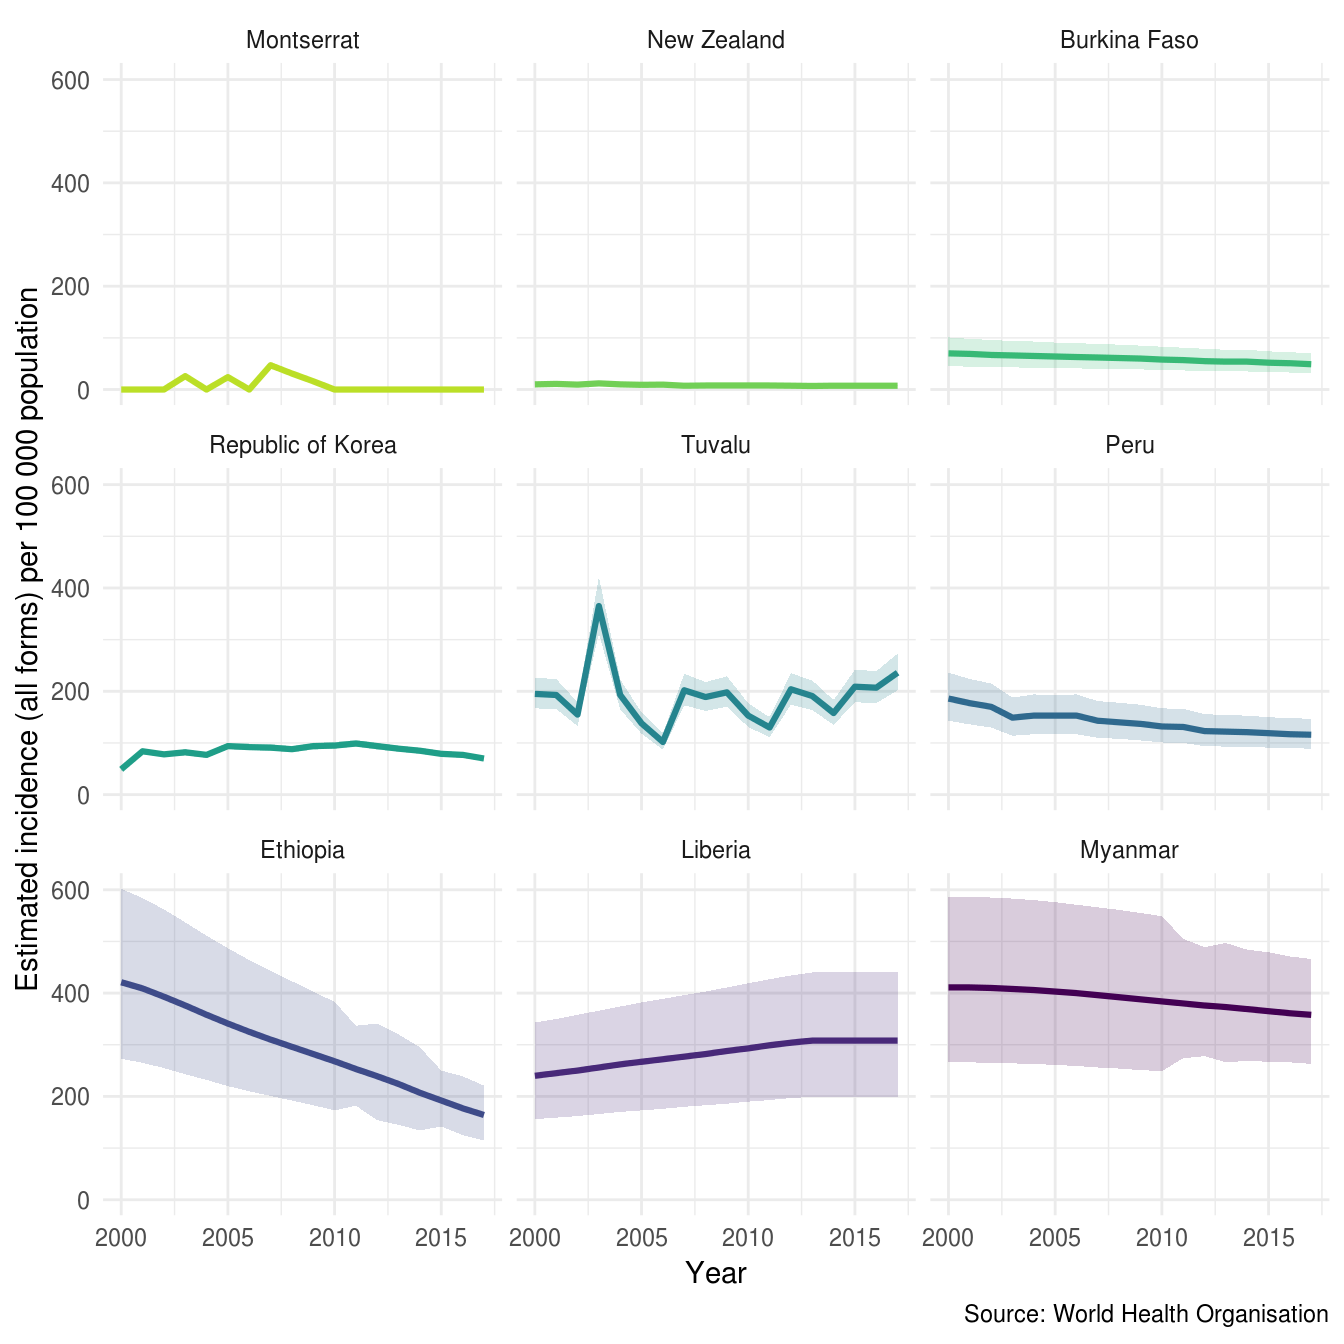 Montserrat New Zealand Burkina Faso
600
400
200
0
Republic of Korea Tuvalu Peru
600
400
200
0
Ethiopia Liberia Myanmar
600
400
200
0
2000 2005 2010 2015 2000 2005 2010 2015 2000 2005 2010 2015
Estimated incidence (all forms) per 100 000 population
Year
Source: World Health Organisation